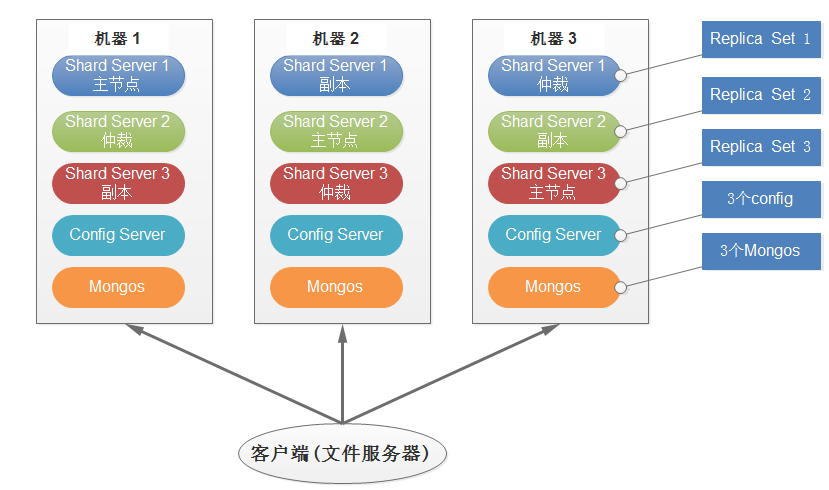 机器 1
Shard Server 1
主节点
Shard Server 2
仲裁
Shard Server 3
副本
Config Server
Mongos
机器 2
Shard Server 1
副本
Shard Server 2
主节点
Shard Server 3
仲裁
Config Server
Mongos
机器 3
Shard Server 1
仲裁
Shard Server 2
副本
Shard Server 3
主节点
Config Server
Mongos
Replica Set 1
Replica Set 2
Replica Set 3
3个config
3个Mongos
客户端(文件服务器)